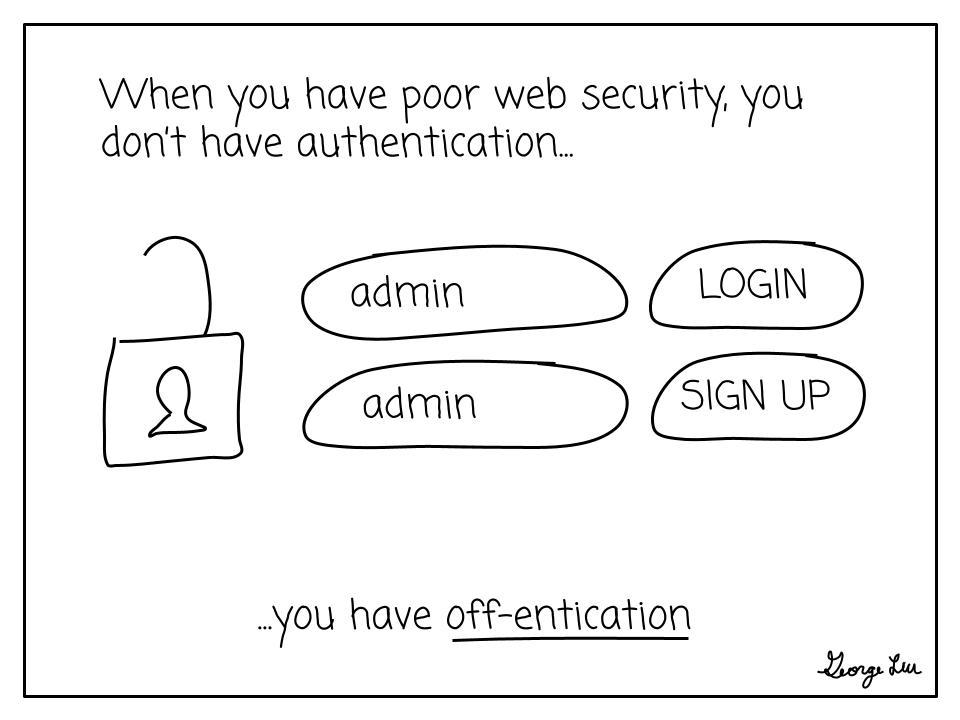 When you have poor web security, you
don't have authentication...
admin
LOGIN
admin
SIGN UP
...you have off-entication
George Liu